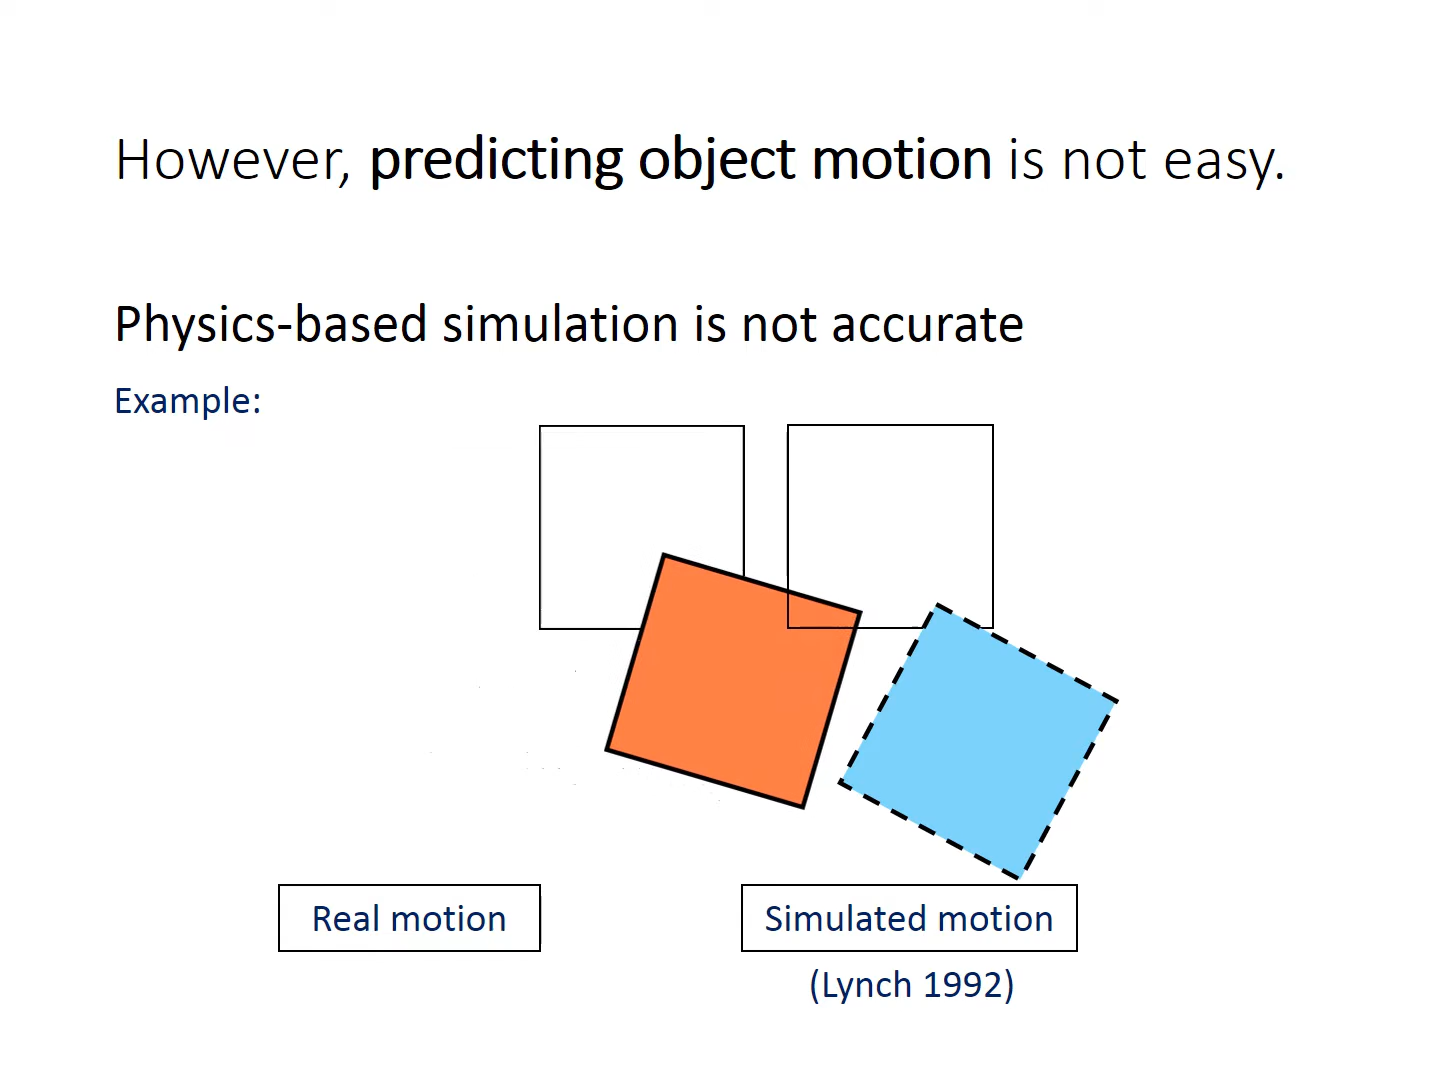 However, predicting object motion is not easy.
Physics-based simulation is not accurate
Example:
Real motion
Simulated motion
(Lynch 1992)